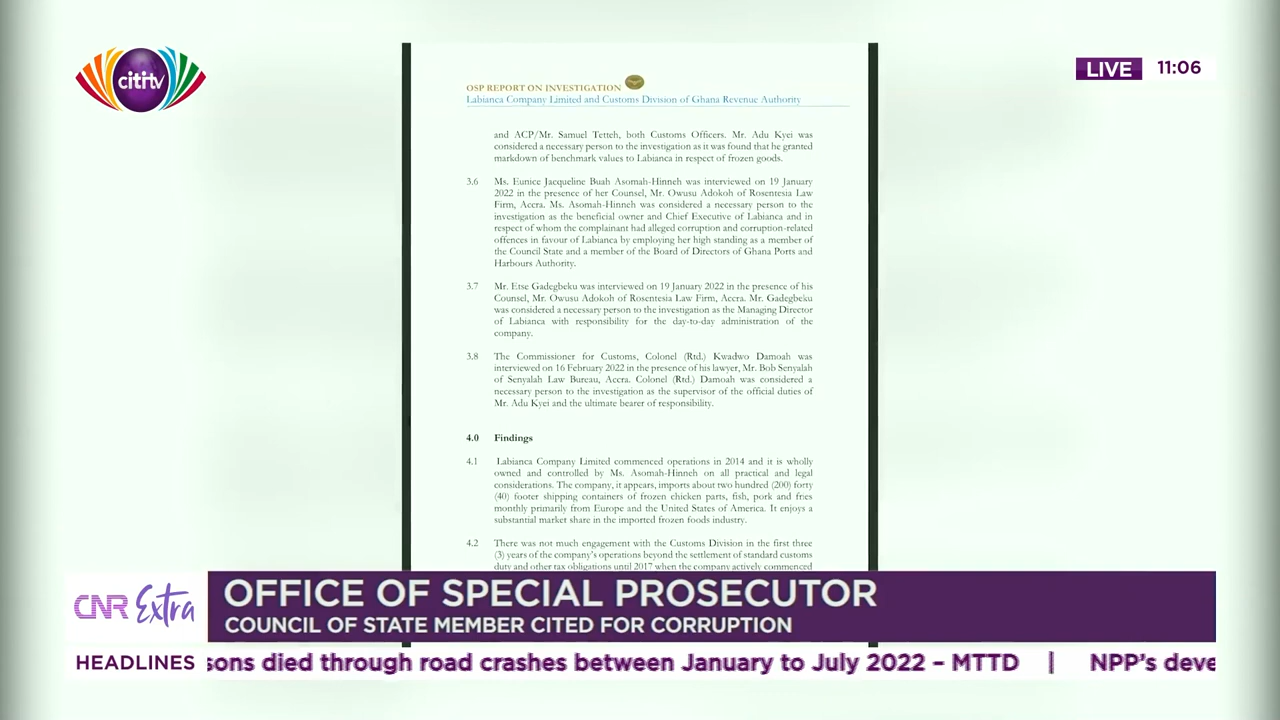 cititv
LIVE
11:06
OSP REPORT ON INVESTIGATION
Labianca Company Limited and Customs Division of Ghana Revenue Authority
and ACP/Mr. Samuel Tetteh, both Customs Officers. Mr. Adu Kyei was
considered a necessary person to the investigation as it was found that he granted
markdown of benchmark values to Labianca in respect of frozen goods.
3.6 Ms. Eunice Jacqueline Buah Asomah-Hinneh was interviewed on 19 January
2022 in the presence of her Counsel, Mr. Owusu Adokoh of Rosentesia Law
Firm, Accra. Ms. Asomah-Hinneh was considered a necessary person to the
investigation as the beneficial owner and Chief Executive of Labianca and in
respect of whom the complainant had alleged corruption and corruption-related
offences in favour of Labianca by employing her high standing as a member of
the Council State and a member of the Board of Directors of Ghana Ports and
Harbours Authority.
3.7 Mr. Etse Gadegbeku was interviewed on 19 January 2022 in the presence of his
Counsel, Mr. Owusu Adokoh of Rosentesia Law Firm, Accra. Mr. Gadegbeku
was considered a necessary person to the investigation as the Managing Director
of Labianca with responsibility for the day-to-day administration of the
company.
3.8 The Commissioner for Customs, Colonel (Rtd.) Kwadwo Damoah was
interviewed on 16 February 2022 in the presence of his lawyer, Mr. Bob Senyalah
of Senyalah Law Bureau, Accra. Colonel (Rtd.) Damoah was considered a
necessary person to the investigation as the supervisor of the official duties of
Mr. Adu Kyei and the ultimate bearer of responsibility.
4.0 Findings
4.1 Labianca Company Limited commenced operations in 2014 and it is wholly
owned and controlled by Ms. Asomah-Hinneh on all practical and legal
considerations. The company, it appears, imports about two hundred (200) forty
(40) footer shipping containers of frozen chicken parts, fish, pork and fries
monthly primarily from Europe and the United States of America. It enjoys a
substantial market share in the imported frozen foods industry.
4.2 There was not much engagement with the Customs Division in the first three
(3) years of the company's operations beyond the settlement of standard customs
duty and other tax obligations until 2017 when the company actively commenced
CNR Extra
OFFICE OF SPECIAL PROSECUTOR
COUNCIL OF STATE MEMBER CITED FOR CORRUPTION
HEADLINES
sons died through road crashes between January to July 2022 – MTTD | NPP's deve